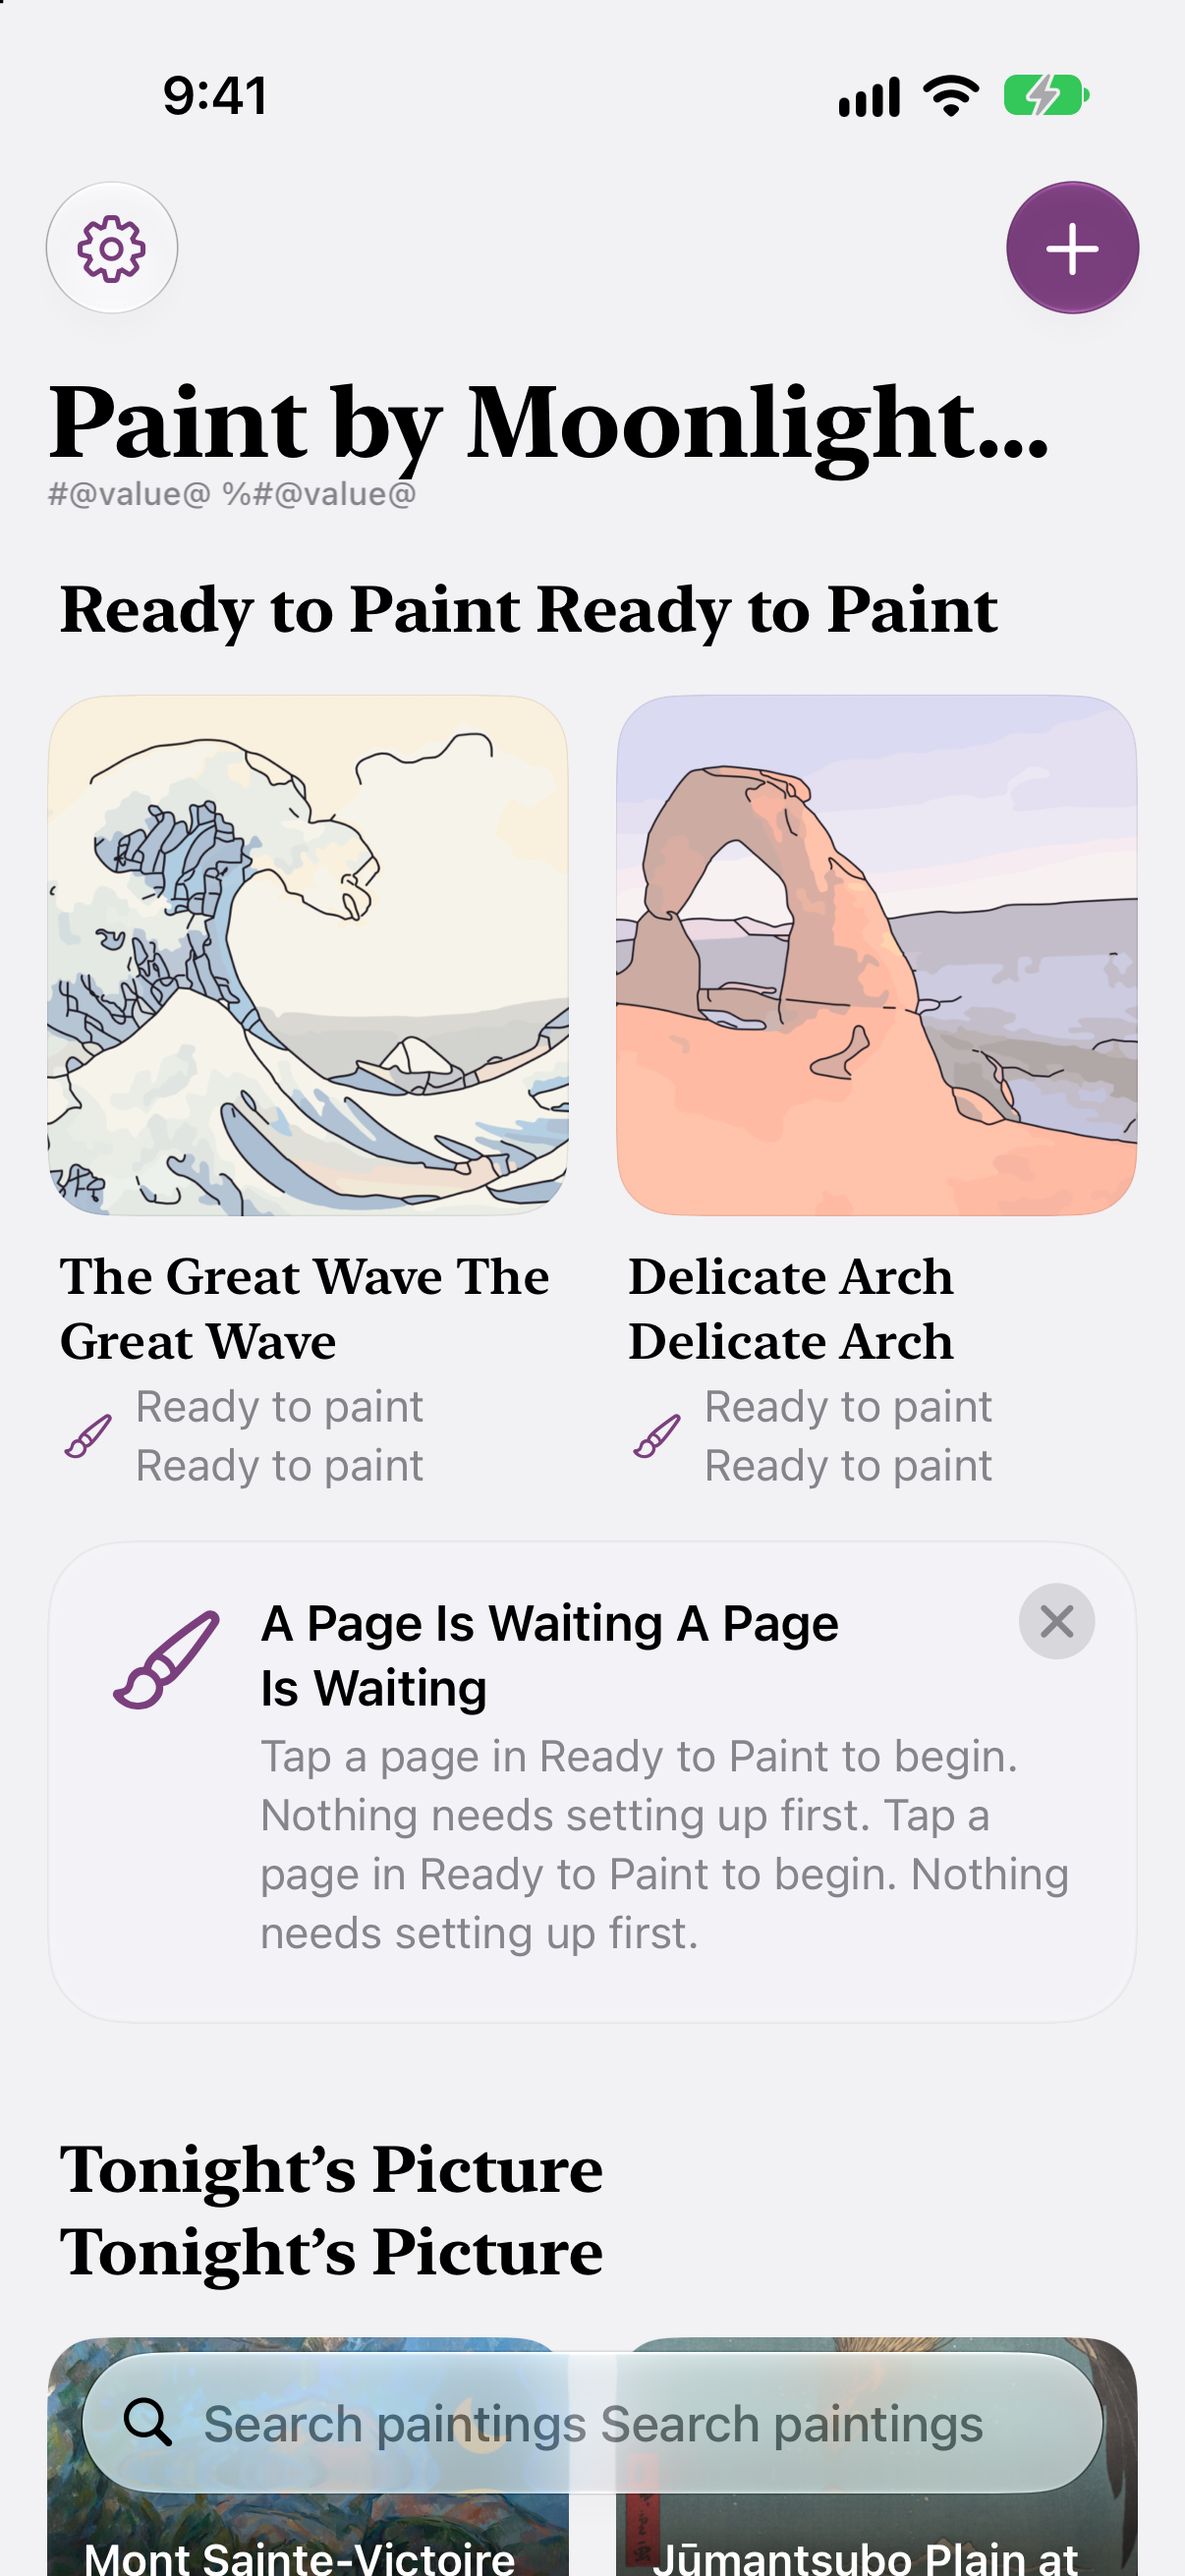 9:41
Paint by Moonlight…
#@value@ %#@value@
Ready to Paint Ready to Paint
The Great Wave The
Great Wave
Ready to paint
Ready to paint
Delicate Arch
Delicate Arch
Ready to paint
Ready to paint
A Page Is Waiting A Page
Is Waiting
Tap a page in Ready to Paint to begin.
Nothing needs setting up first. Tap a
page in Ready to Paint to begin. Nothing
needs setting up first.
Tonight’s Picture
Tonight’s Picture
Search paintings Search paintings
Mont Sainte-Victoire
Jūmantsubo Plain at